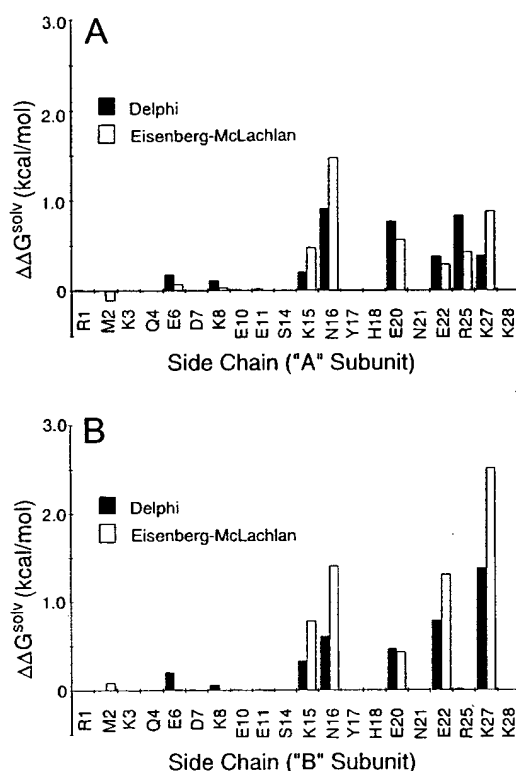 A
3.0
2.0
1.0
0
ΔΔG^solv (kcal/mol)
Delphi
Eisenberg-McLachlan
R1 M2 K3 Q4 E6 D7 K8 E10 E11 S14 K15 N16 Y17 H18 E20 N21 E22 R25 K27 K28
Side Chain ("A" Subunit)
B
3.0
2.0
1.0
0
ΔΔG^solv (kcal/mol)
Delphi
Eisenberg-McLachlan
R1 M2 K3 Q4 E6 D7 K8 E10 E11 S14 K15 N16 Y17 H18 E20 N21 E22 R25. K27 K28
Side Chain ("B" Subunit)